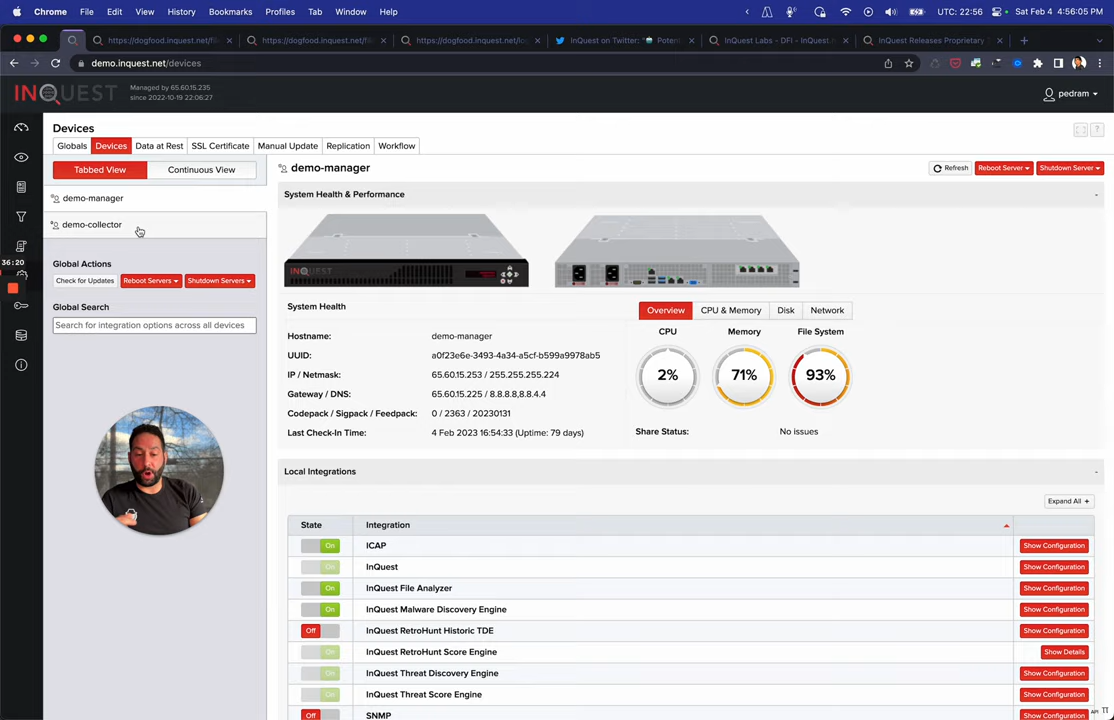 Chrome File Edit View History Bookmarks Profiles Tab Window Help
UTC: 22:56 Sat Feb 4 4:56:05 PM
https://dogfood.inquest.net/fil × https://dogfood.inquest.net/fil × https://dogfood.inquest.net/log × InQuest on Twitter: " Potent × InQuest Labs - DFI - InQuest.n × InQuest Releases Proprietary ×
demo.inquest.net/devices
INQUEST
Managed by 65.60.15.235
since 2022-10-19 22:06:27
pedram
Devices
Globals Devices Data at Rest SSL Certificate Manual Update Replication Workflow
Tabbed View Continuous View
demo-manager
demo-collector
Global Actions
Check for Updates Reboot Servers Shutdown Servers
Global Search
Search for integration options across all devices
36:20
demo-manager
Refresh Reboot Server Shutdown Server
System Health & Performance
INQUEST
System Health
Hostname: demo-manager
UUID: a0f23e6e-3493-4a34-a5cf-b599a9978ab5
IP / Netmask: 65.60.15.253 / 255.255.255.224
Gateway / DNS: 65.60.15.225 / 8.8.8.8,8.8.4.4
Codepack / Sigpack / Feedpack: 0 / 2363 / 20230131
Last Check-In Time: 4 Feb 2023 16:54:33 (Uptime: 79 days)
Overview CPU & Memory Disk Network
CPU Memory File System
2% 71% 93%
Share Status: No issues
Local Integrations
Expand All +
State Integration
On ICAP Show Configuration
On InQuest Show Configuration
On InQuest File Analyzer Show Configuration
On InQuest Malware Discovery Engine Show Configuration
Off InQuest RetroHunt Historic TDE Show Configuration
On InQuest RetroHunt Score Engine Show Details
On InQuest Threat Discovery Engine Show Configuration
On InQuest Threat Score Engine Show Configuration
Off SNMP Show Configuration
API π